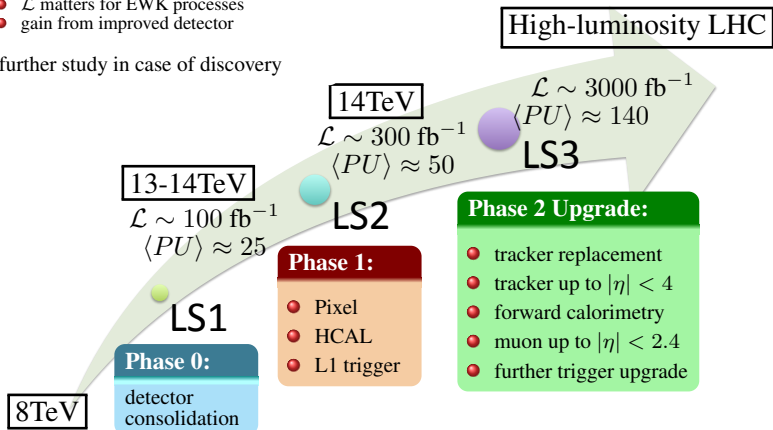 ℒ matters for EWK processes
gain from improved detector
further study in case of discovery
High-luminosity LHC
14TeV
ℒ ∼ 300 fb⁻¹
⟨PU⟩ ≈ 50
ℒ ∼ 3000 fb⁻¹
⟨PU⟩ ≈ 140
LS3
13-14TeV
ℒ ∼ 100 fb⁻¹
⟨PU⟩ ≈ 25
LS2
LS1
8TeV
Phase 0:
detector
consolidation
Phase 1:
Pixel
HCAL
L1 trigger
Phase 2 Upgrade:
tracker replacement
tracker up to |η| < 4
forward calorimetry
muon up to |η| < 2.4
further trigger upgrade